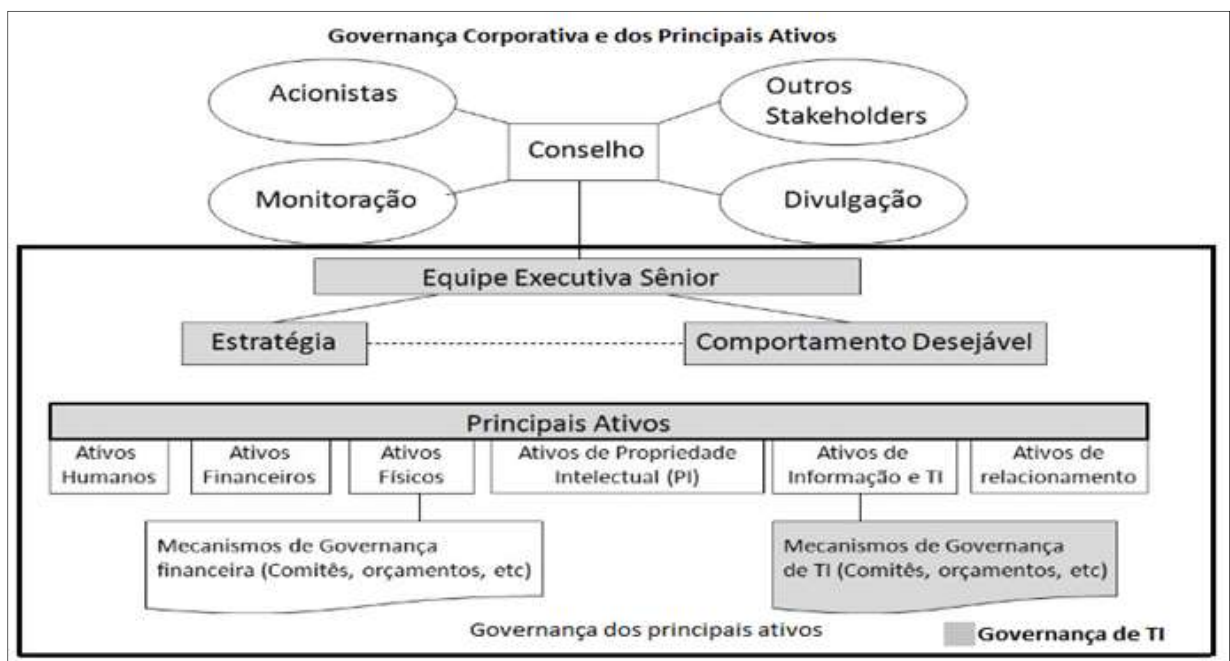 Governança Corporativa e dos Principais Ativos
Acionistas
Outros
Stakeholders
Conselho
Monitoração
Divulgação
Equipe Executiva Sênior
Estratégia
Comportamento Desejável
Principais Ativos
Ativos
Humanos
Ativos
Financeiros
Ativos
Físicos
Ativos de Propriedade
Intelectual (PI)
Ativos de
Informação e TI
Ativos de
relacionamento
Mecanismos de Governança
financeira (Comitês, orçamentos, etc)
Mecanismos de Governança
de TI (Comitês, orçamentos, etc)
Governança dos principais ativos
Governança de TI